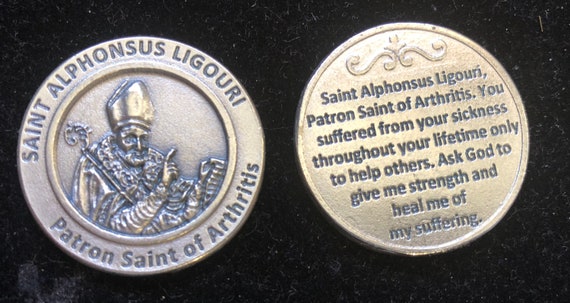 SAINT ALPHONSUS LIGOURI
Patron Saint of Arthritis
Saint Alphonsus Ligouri,
Patron Saint of Arthritis. You
suffered from your sickness
throughout your lifetime only
to help others. Ask God to
give me strength and
heal me of
my suffering.